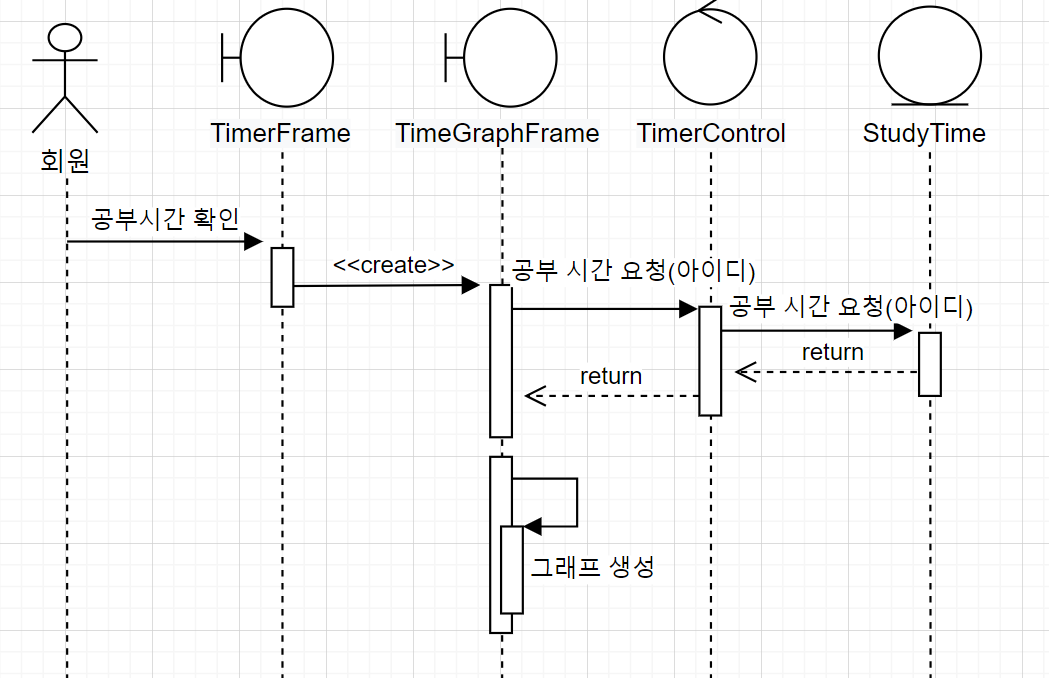 TimerFrame
TimeGraphFrame
TimerControl
StudyTime
회원
공부시간 확인
<<create>>
공부 시간 요청(아이디)
공부 시간 요청(아이디)
return
return
그래프 생성